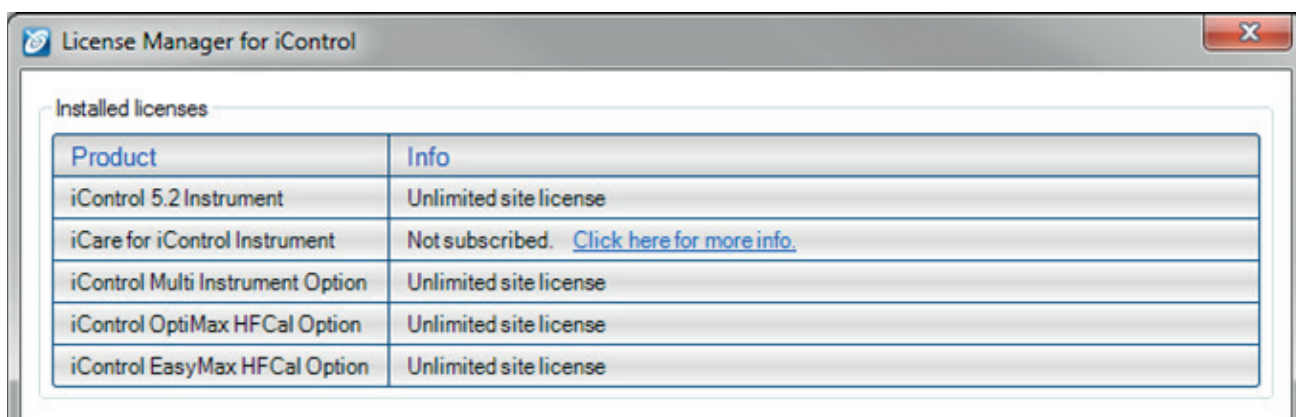 License Manager for iControl
Installed licenses
Product Info
iControl 5.2 Instrument Unlimited site license
iCare for iControl Instrument Not subscribed. Click here for more info.
iControl Multi Instrument Option Unlimited site license
iControl OptiMax HFCal Option Unlimited site license
iControl EasyMax HFCal Option Unlimited site license